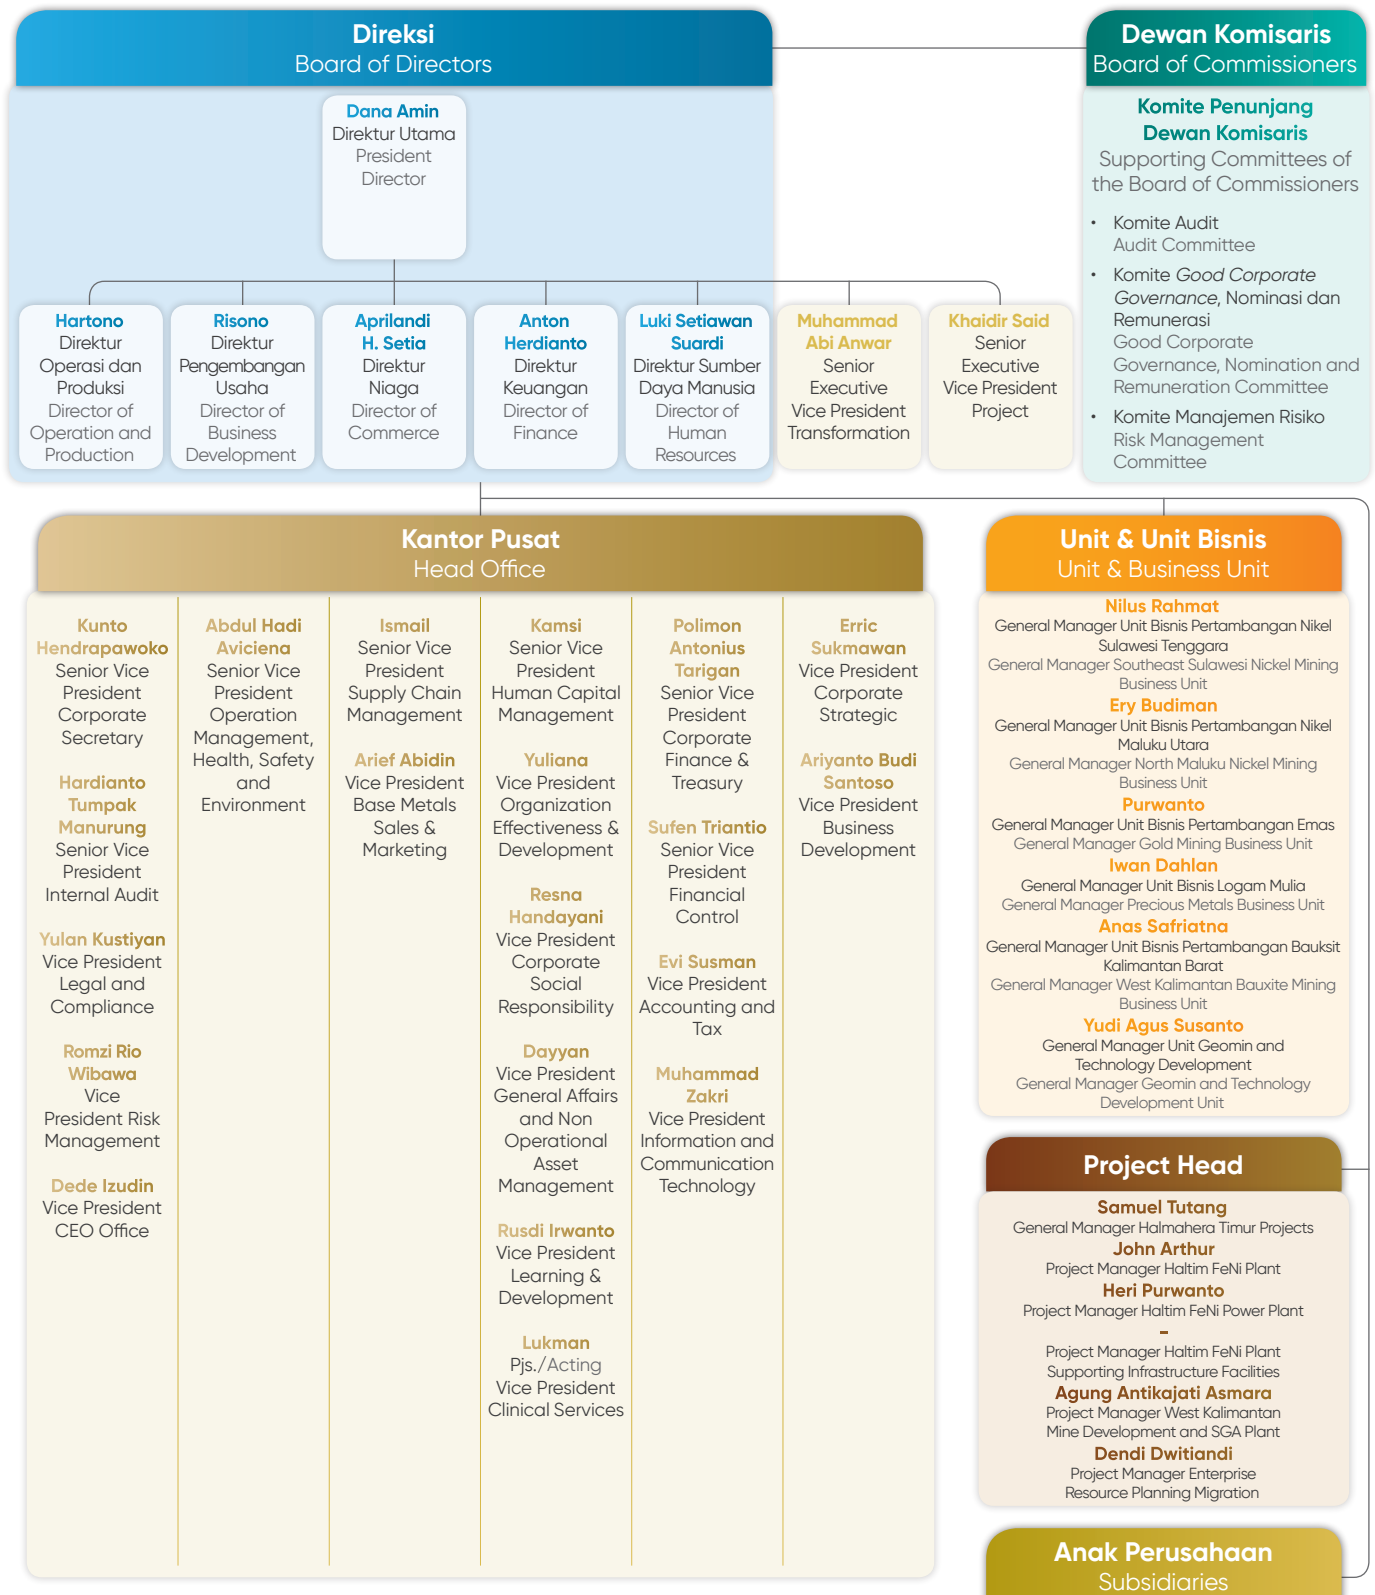 Direksi
Board of Directors
Dewan Komisaris
Board of Commissioners
Dana Amin
Direktur Utama
President
Director
Komite Penunjang
Dewan Komisaris
Supporting Committees of
the Board of Commissioners
• Komite Audit
Audit Committee
• Komite Good Corporate
Governance, Nominasi dan
Remunerasi
Good Corporate
Governance, Nomination and
Remuneration Committee
• Komite Manajemen Risiko
Risk Management
Committee
Hartono
Direktur
Operasi dan
Produksi
Director of
Operation and
Production
Risono
Direktur
Pengembangan
Usaha
Director of
Business
Development
Aprilandi
H. Setia
Direktur
Niaga
Director of
Commerce
Anton
Herdianto
Direktur
Keuangan
Director of
Finance
Luki Setiawan
Suardi
Direktur Sumber
Daya Manusia
Director of
Human
Resources
Muhammad
Abi Anwar
Senior
Executive
Vice President
Transformation
Khaidir Said
Senior
Executive
Vice President
Project
Kantor Pusat
Head Office
Kunto
Hendrapawoko
Senior Vice
President
Corporate
Secretary
Hardianto
Tumpak
Manurung
Senior Vice
President
Internal Audit
Yulan Kustiyan
Vice President
Legal and
Compliance
Romzi Rio
Wibawa
Vice
President Risk
Management
Dede Izudin
Vice President
CEO Office
Abdul Hadi
Aviciena
Senior Vice
President
Operation
Management,
Health, Safety
and
Environment
Ismail
Senior Vice
President
Supply Chain
Management
Arief Abidin
Vice President
Base Metals
Sales &
Marketing
Kamsi
Senior Vice
President
Human Capital
Management
Yuliana
Vice President
Organization
Effectiveness &
Development
Resna
Handayani
Vice President
Corporate
Social
Responsibility
Dayyan
Vice President
General Affairs
and Non
Operational
Asset
Management
Rusdi Irwanto
Vice President
Learning &
Development
Lukman
Pjs./Acting
Vice President
Clinical Services
Polimon
Antonius
Tarigan
Senior Vice
President
Corporate
Finance &
Treasury
Sufen Triantio
Senior Vice
President
Financial
Control
Evi Susman
Vice President
Accounting and
Tax
Muhammad
Zakri
Vice President
Information and
Communication
Technology
Erric
Sukmawan
Vice President
Corporate
Strategic
Ariyanto Budi
Santoso
Vice President
Business
Development
Unit & Unit Bisnis
Unit & Business Unit
Nilus Rahmat
General Manager Unit Bisnis Pertambangan Nikel
Sulawesi Tenggara
General Manager Southeast Sulawesi Nickel Mining
Business Unit
Ery Budiman
General Manager Unit Bisnis Pertambangan Nikel
Maluku Utara
General Manager North Maluku Nickel Mining
Business Unit
Purwanto
General Manager Unit Bisnis Pertambangan Emas
General Manager Gold Mining Business Unit
Iwan Dahlan
General Manager Unit Bisnis Logam Mulia
General Manager Precious Metals Business Unit
Anas Safriatna
General Manager Unit Bisnis Pertambangan Bauksit
Kalimantan Barat
General Manager West Kalimantan Bauxite Mining
Business Unit
Yudi Agus Susanto
General Manager Unit Geomin and
Technology Development
General Manager Geomin and Technology
Development Unit
Project Head
Samuel Tutang
General Manager Halmahera Timur Projects
John Arthur
Project Manager Haltim FeNi Plant
Heri Purwanto
Project Manager Haltim FeNi Power Plant
-
Project Manager Haltim FeNi Plant
Supporting Infrastructure Facilities
Agung Antikajati Asmara
Project Manager West Kalimantan
Mine Development and SGA Plant
Dendi Dwitiandi
Project Manager Enterprise
Resource Planning Migration
Anak Perusahaan
Subsidiaries